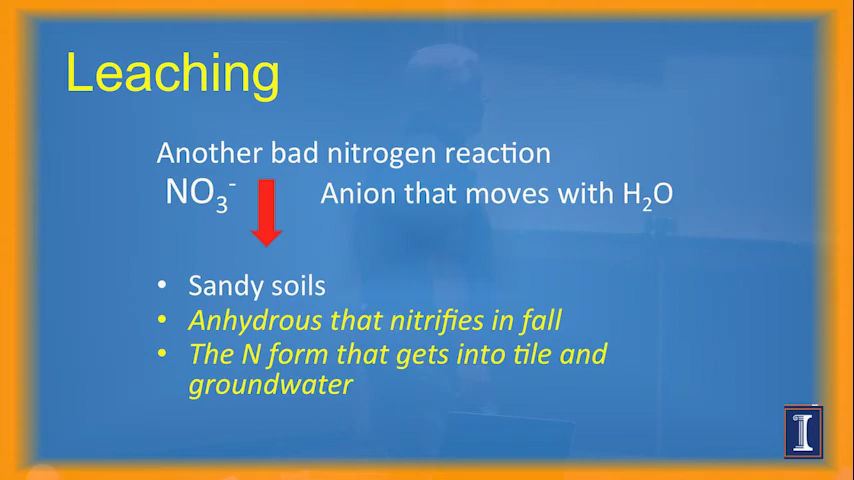 Leaching
Another bad nitrogen reaction
NO₃⁻ Anion that moves with H₂O
• Sandy soils
• Anhydrous that nitrifies in fall
• The N form that gets into tile and
groundwater
I